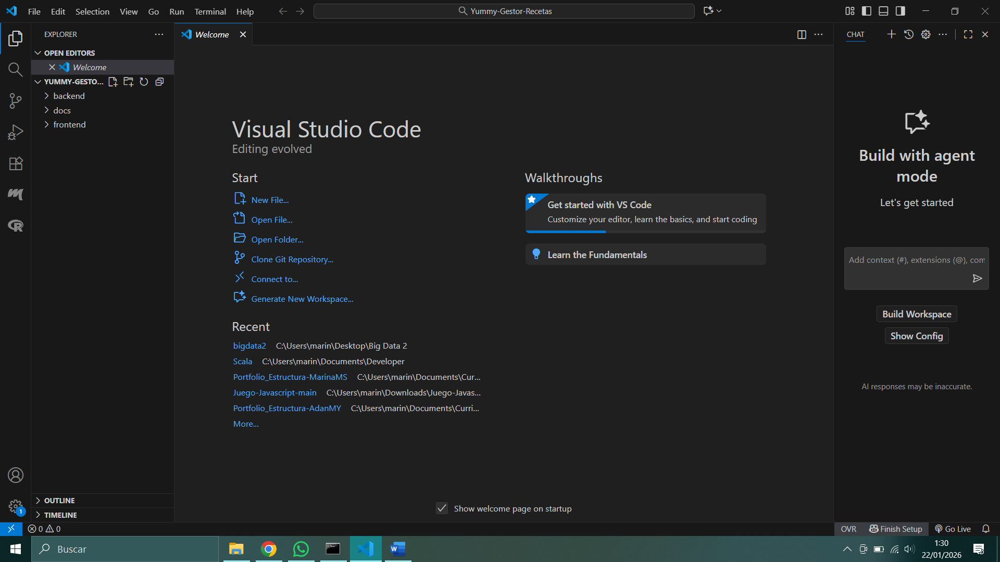 File Edit Selection View Go Run Terminal Help
Yummy-Gestor-Recetas
EXPLORER
OPEN EDITORS
Welcome
YUMMY-GESTO...
backend
docs
frontend
OUTLINE
TIMELINE
Welcome
Visual Studio Code
Editing evolved
Start
New File...
Open File...
Open Folder...
Clone Git Repository...
Connect to...
Generate New Workspace...
Recent
bigdata2 C:\Users\marin\Desktop\Big Data 2
Scala C:\Users\marin\Documents\Developer
Portfolio_Estructura-MarinaMS C:\Users\marin\Documents\Cur...
Juego-Javascript-main C:\Users\marin\Downloads\Juego-Javas...
Portfolio_Estructura-AdanMY C:\Users\marin\Documents\Curri...
More...
Walkthroughs
Get started with VS Code
Customize your editor, learn the basics, and start coding
Learn the Fundamentals
Show welcome page on startup
CHAT
Build with agent
mode
Let's get started
Add context (#), extensions (@), com
Build Workspace
Show Config
AI responses may be inaccurate.
1
0 0
OVR Finish Setup Go Live
Buscar
1:30
22/01/2026